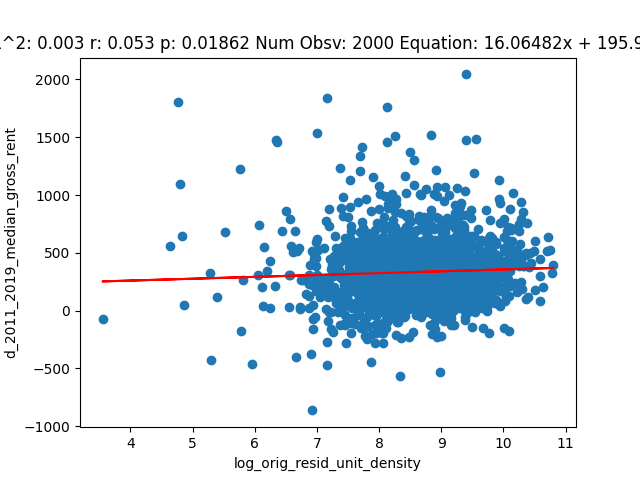 ^2: 0.003 r: 0.053 p: 0.01862 Num Obsv: 2000 Equation: 16.06482x + 195.9
2000
1500
1000
500
0
−500
−1000
d_2011_2019_median_gross_rent
4 5 6 7 8 9 10 11
log_orig_resid_unit_density